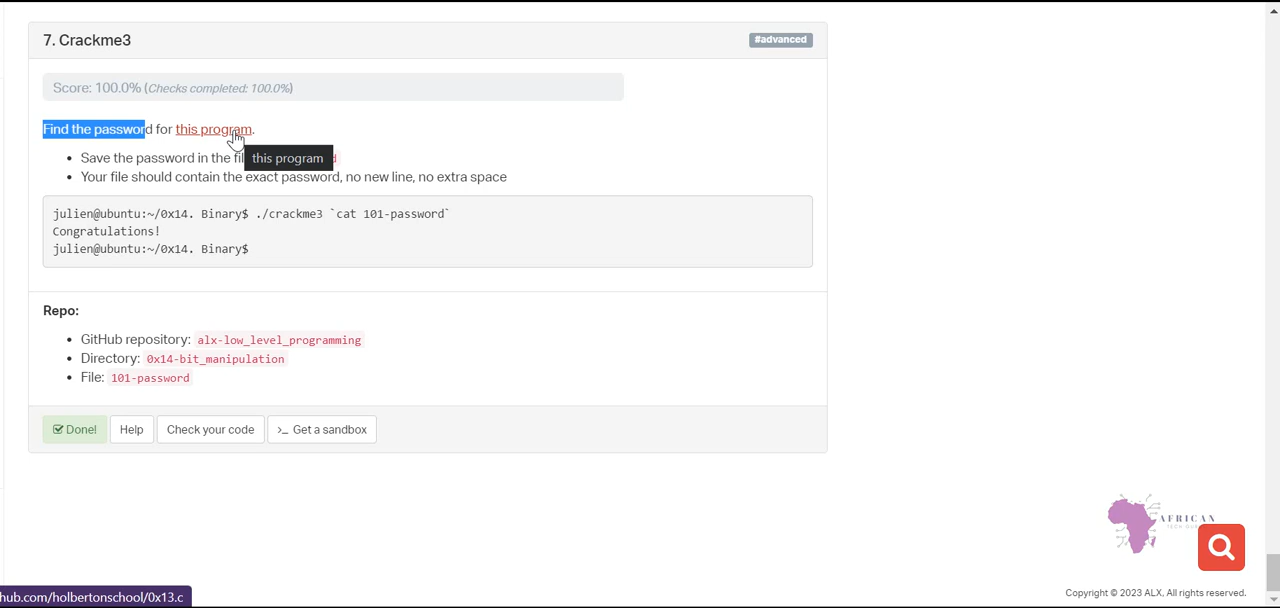 7. Crackme3
#advanced
Score: 100.0% (Checks completed: 100.0%)
Find the password for this program.
Save the password in the fil
this program
d
Your file should contain the exact password, no new line, no extra space
julien@ubuntu:~/0x14. Binary$ ./crackme3 `cat 101-password`
Congratulations!
julien@ubuntu:~/0x14. Binary$
Repo:
GitHub repository: alx-low_level_programming
Directory: 0x14-bit_manipulation
File: 101-password
Done! Help Check your code >_ Get a sandbox
AFRICAN
TECH
hub.com/holbertonschool/0x13.c
Copyright © 2023 ALX, All rights reserved.